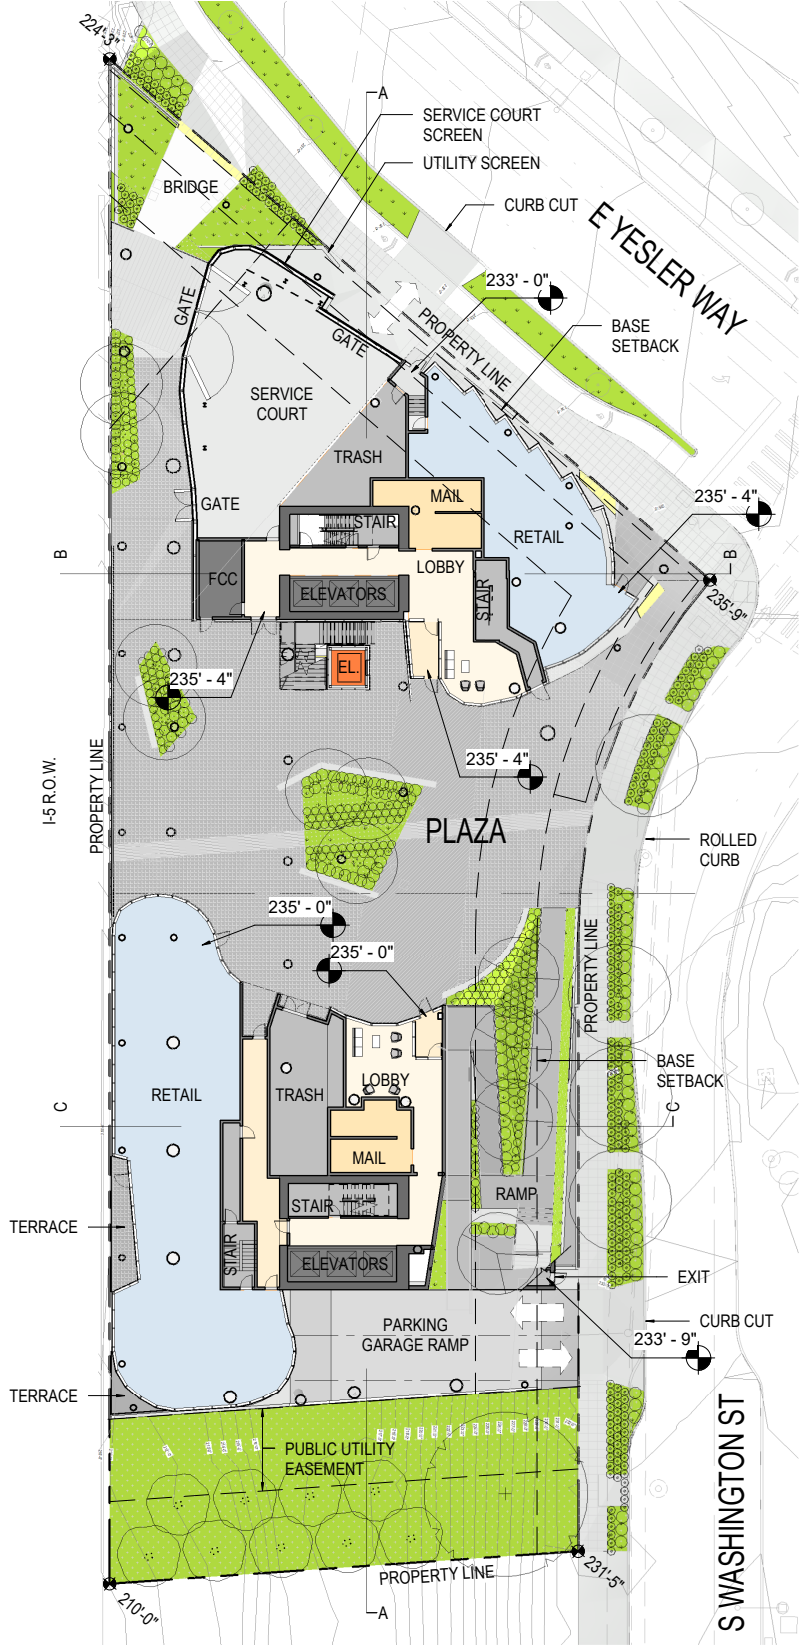 224'-3"
A
SERVICE COURT
SCREEN
UTILITY SCREEN
BRIDGE
CURB CUT
E YESLER WAY
233' - 0"
GATE
GATE
PROPERTY LINE
BASE
SETBACK
SERVICE
COURT
TRASH
MAIL
235' - 4"
GATE
STAIR
RETAIL
B
B
LOBBY
FCC
ELEVATORS
STAIR
235'-9"
EL.
235' - 4"
235' - 4"
I-5 R.O.W.
PROPERTY LINE
PLAZA
ROLLED
CURB
235' - 0"
235' - 0"
PROPERTY LINE
BASE
SETBACK
LOBBY
RETAIL
TRASH
C
C
MAIL
RAMP
STAIR
TERRACE
STAIR
ELEVATORS
EXIT
PARKING
GARAGE RAMP
CURB CUT
233' - 9"
TERRACE
PUBLIC UTILITY
EASEMENT
S WASHINGTON ST
PROPERTY LINE
231'-5"
210'-0"
A